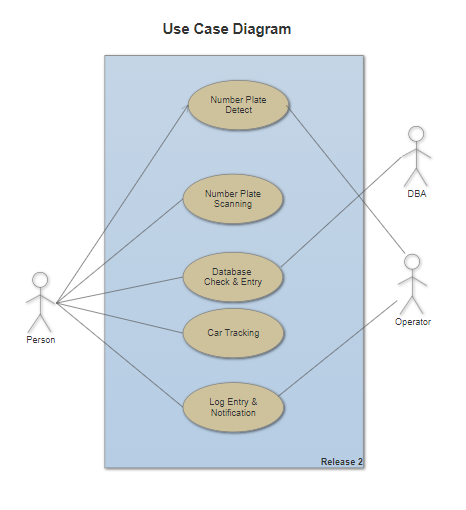 Use Case Diagram
Number Plate
Detect
DBA
Number Plate
Scanning
Database
Check & Entry
Operator
Car Tracking
Person
Log Entry &
Notification
Release 2